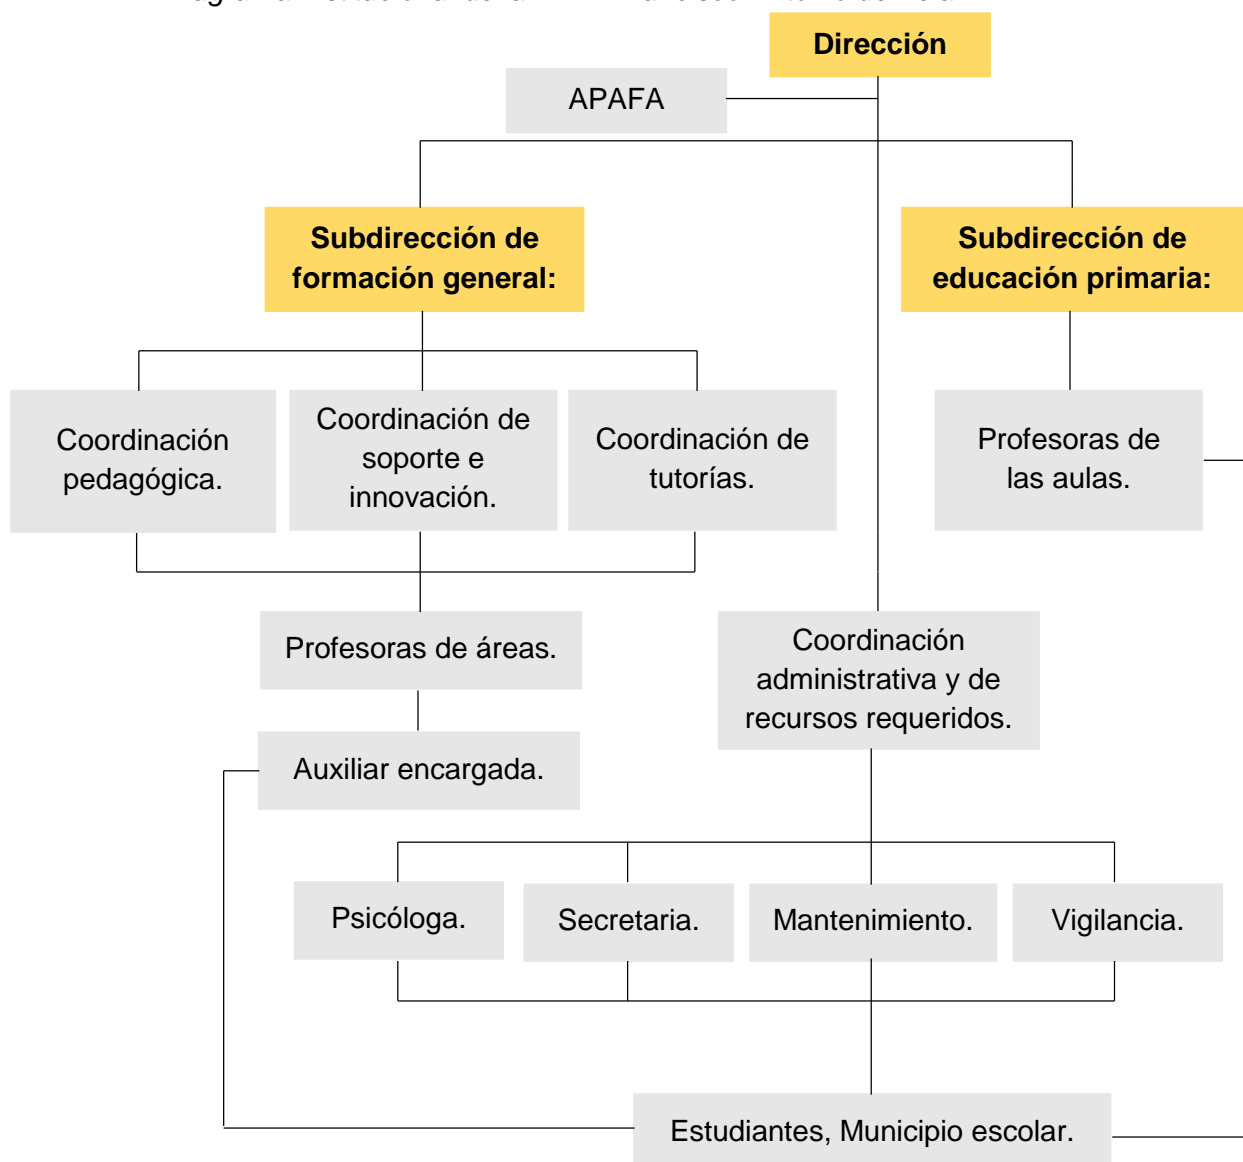 Dirección
APAFA
Subdirección de
formación general:
Subdirección de
educación primaria:
Coordinación
pedagógica.
Coordinación de
soporte e
innovación.
Coordinación de
tutorías.
Profesoras de
las aulas.
Profesoras de áreas.
Coordinación
administrativa y de
recursos requeridos.
Auxiliar encargada.
Psicóloga.
Secretaria.
Mantenimiento.
Vigilancia.
Estudiantes, Municipio escolar.